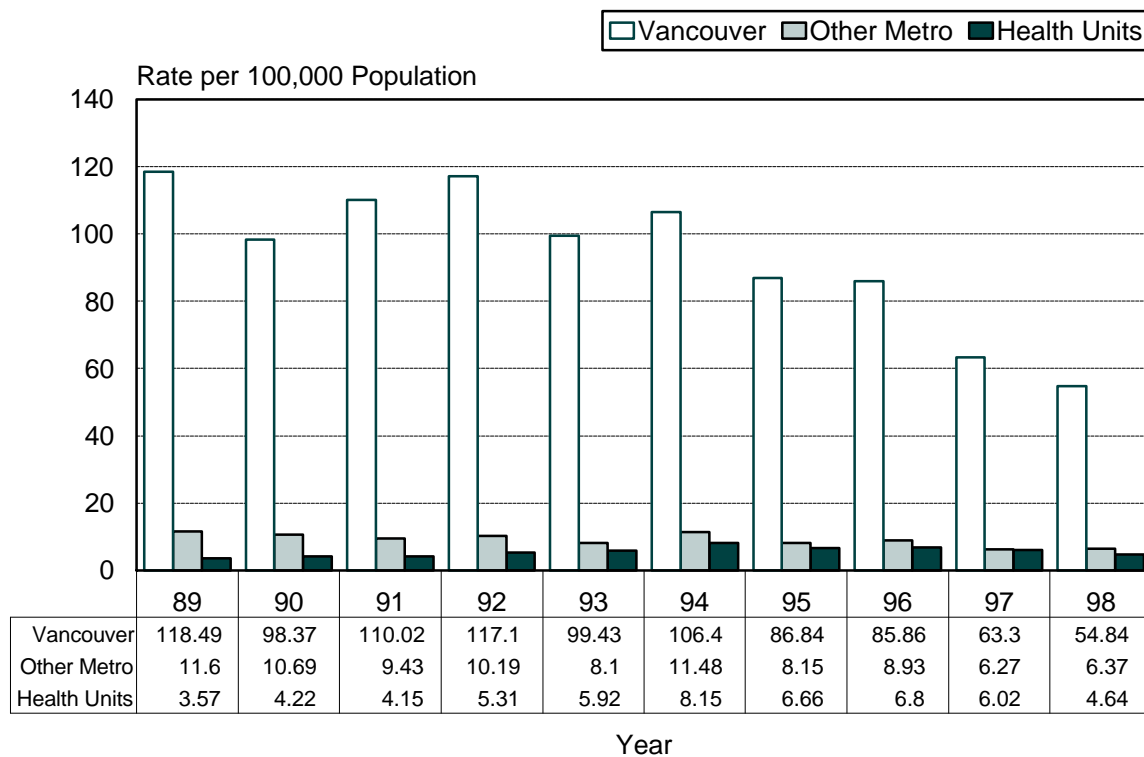 Vancouver Other Metro Health Units
Rate per 100,000 Population
140
120
100
80
60
40
20
0
89 90 91 92 93 94 95 96 97 98
Vancouver 118.49 98.37 110.02 117.1 99.43 106.4 86.84 85.86 63.3 54.84
Other Metro 11.6 10.69 9.43 10.19 8.1 11.48 8.15 8.93 6.27 6.37
Health Units 3.57 4.22 4.15 5.31 5.92 8.15 6.66 6.8 6.02 4.64
Year